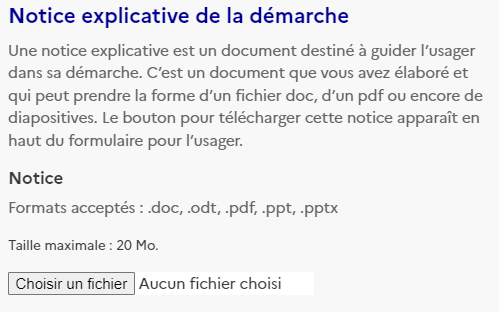 Notice explicative de la démarche
Une notice explicative est un document destiné à guider l’usager
dans sa démarche. C’est un document que vous avez élaboré et
qui peut prendre la forme d’un fichier doc, d’un pdf ou encore de
diapositives. Le bouton pour télécharger cette notice apparaît en
haut du formulaire pour l’usager.
Notice
Formats acceptés : .doc, .odt, .pdf, .ppt, .pptx
Taille maximale : 20 Mo.
Choisir un fichier Aucun fichier choisi